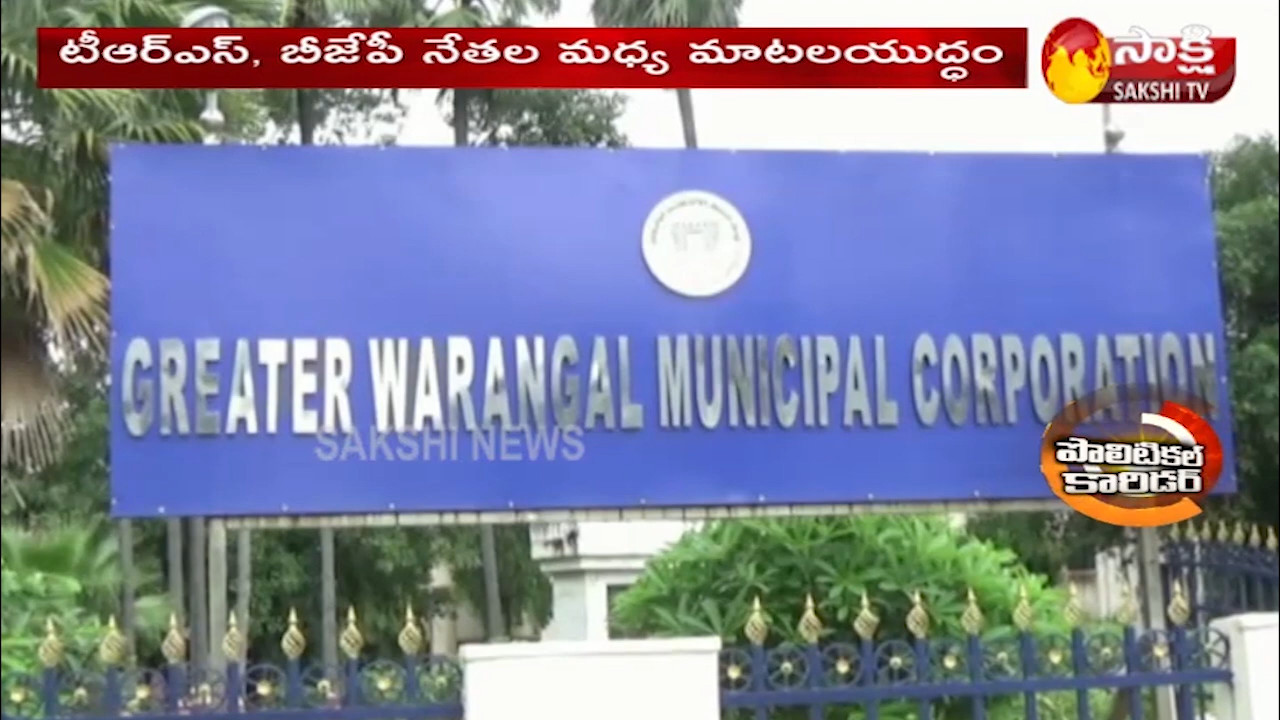 టీఆర్ఎస్, బీజేపీ నేతల మధ్య మాటలయుద్ధం
సాక్షి
SAKSHI TV
GREATER WARANGAL MUNICIPAL CORPORATION
SAKSHI NEWS
పొలిటికల్
కారిడర్